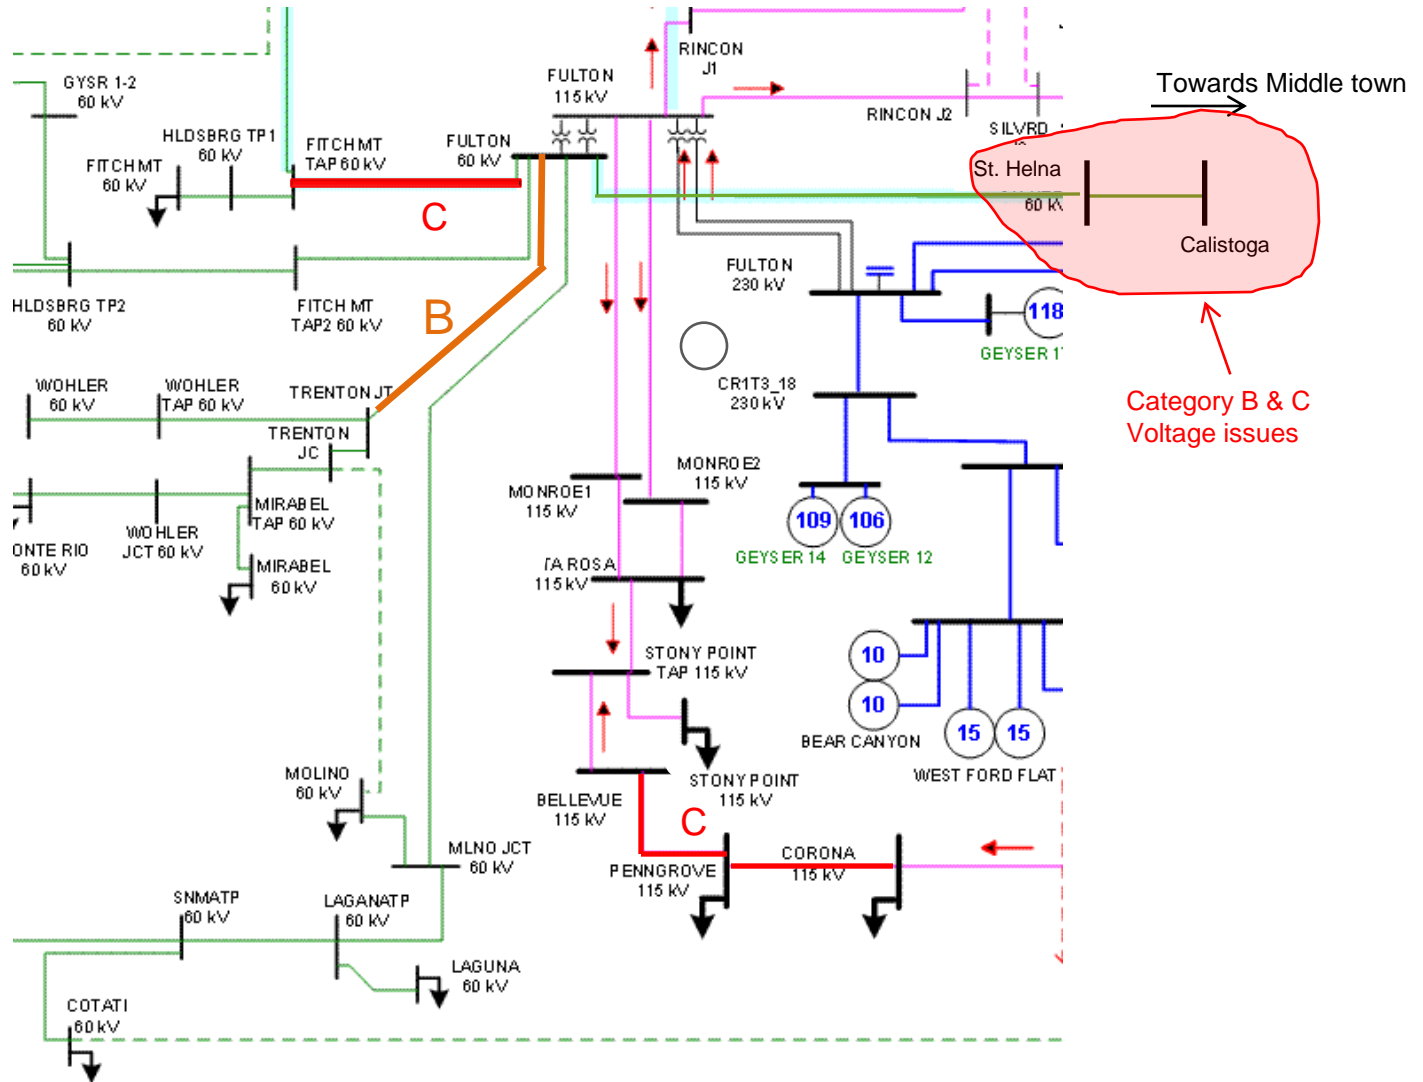 RINCON
J1
FULTON
115 kV
Towards Middle town
GYSR 1-2
60 kV
RINCON J2
SILVRD
HLDSBRG TP1
60 kV
FITCH MT
TAP 60 kV
FULTON
60 kV
FITCH MT
60 kV
St. Helna
60 kV
C
Calistoga
FULTON
230 kV
HLDSBRG TP2
60 kV
FITCH MT
TAP2 60 kV
B
118
GEYSER 1
WOHLER
60 kV
WOHLER
TAP 60 kV
TRENTON JT
CR1T3_18
230 kV
Category B & C
Voltage issues
TRENTON
JC
MONROE2
115 kV
MONROE1
115 kV
MIRABEL
TAP 60 kV
WOHLER
JCT 60 kV
ONTE RIO
60 kV
109
106
GEYSER 14
GEYSER 12
TA ROSA
115 kV
MIRABEL
60 kV
STONY POINT
TAP 115 kV
10
10
BEAR CANYON
15
15
WEST FORD FLAT
MOLINO
60 kV
STONY POINT
115 kV
BELLEVUE
115 kV
C
MLNO JCT
60 kV
PENNGROVE
115 kV
CORONA
115 kV
SNMATP
60 kV
LAGANATP
60 kV
LAGUNA
60 kV
COTATI
60 kV